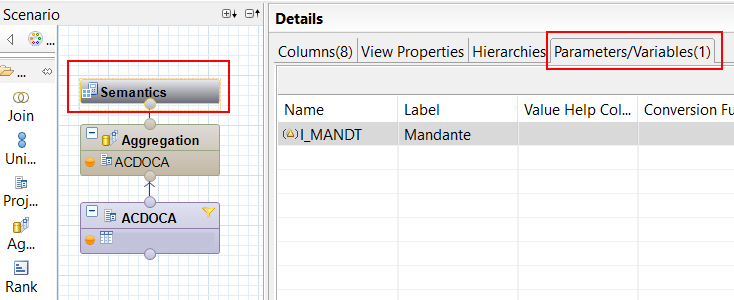 Scenario
Details
Columns(8) View Properties Hierarchies Parameters/Variables(1)
...
Join
Uni...
Proj...
Ag...
Rank
Semantics
Aggregation
ACDOCA
ACDOCA
Name Label Value Help Col... Conversion Fu
I_MANDT Mandante